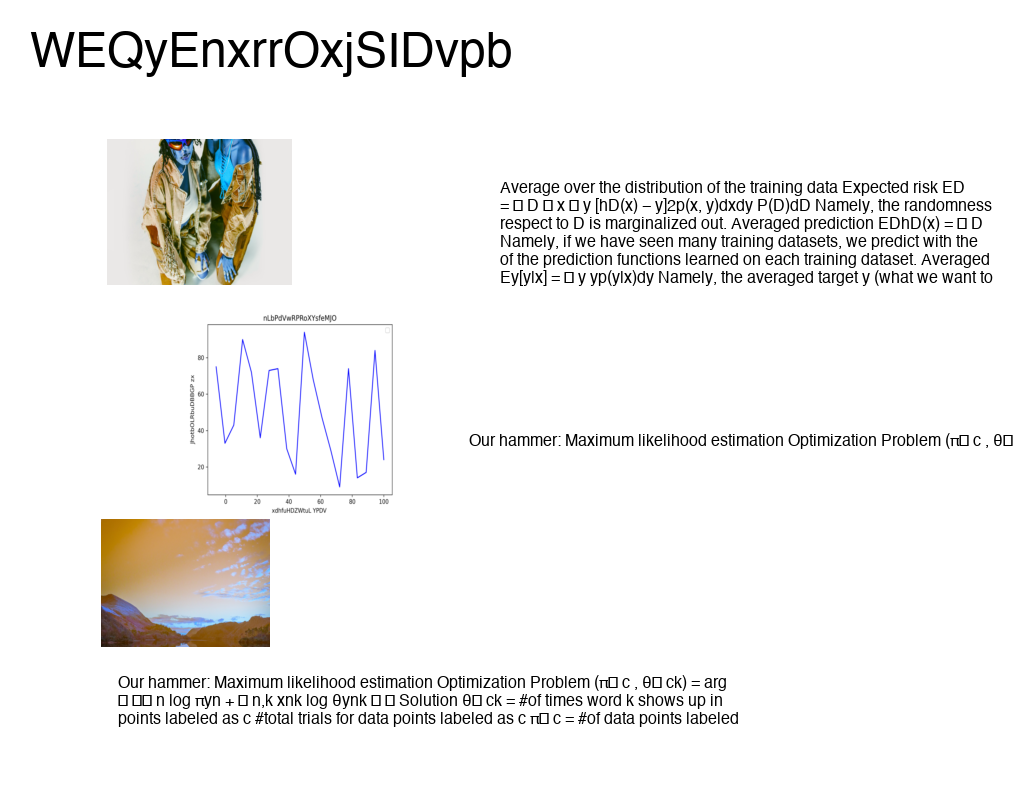 WEQyEnxrrOxjSIDvpb
Average over the distribution of the training data Expected risk ED
= □ D □ x □ y [hD(x) − y]2p(x, y)dxdy P(D)dD Namely, the randomness
respect to D is marginalized out. Averaged prediction EDhD(x) = □ D
Namely, if we have seen many training datasets, we predict with the
of the prediction functions learned on each training dataset. Averaged
Ey[y|x] = □ y yp(y|x)dy Namely, the averaged target y (what we want to
nLbPdVwRPRoXYsfeMjO
80
60
40
20
0 20 40 60 80 100
xdhfuHDZWtuL YPDV
Our hammer: Maximum likelihood estimation Optimization Problem (π□ c , θ□
Our hammer: Maximum likelihood estimation Optimization Problem (π□ c , θ□ ck) = arg
□ □□ n log πyn + □ n,k xnk log θynk □ □ Solution θ□ ck = #of times word k shows up in
points labeled as c #total trials for data points labeled as c π□ c = #of data points labeled